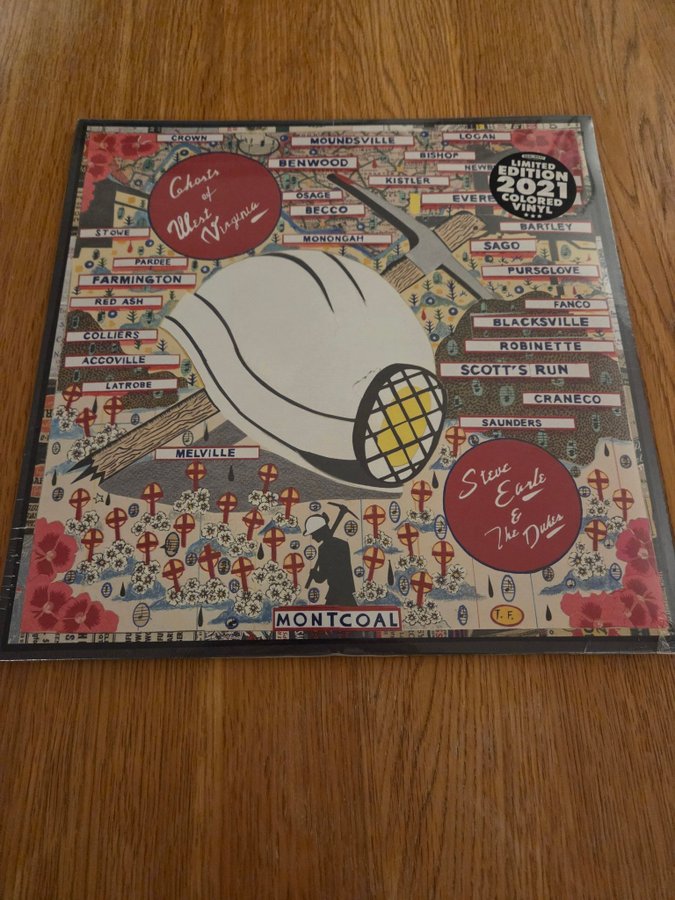 CROWN
MOUNDSVILLE
LOGAN
BENWOOD
BISHOP
KISTLER
Ghosts
of
West
Virginia
OSAGE
BECCO
MONONGAH
LIMITED
EDITION
2021
COLORED
VINYL
STOWE
BARTLEY
SAGO
PARDEE
FARMINGTON
PURSGLOVE
RED ASH
FANCO
COLLIERS
BLACKSVILLE
ACCOVILLE
ROBINETTE
LATROBE
SCOTT'S RUN
CRANECO
SAUNDERS
MELVILLE
Steve
Earle
&
The Dukes
MONTCOAL
T.F.